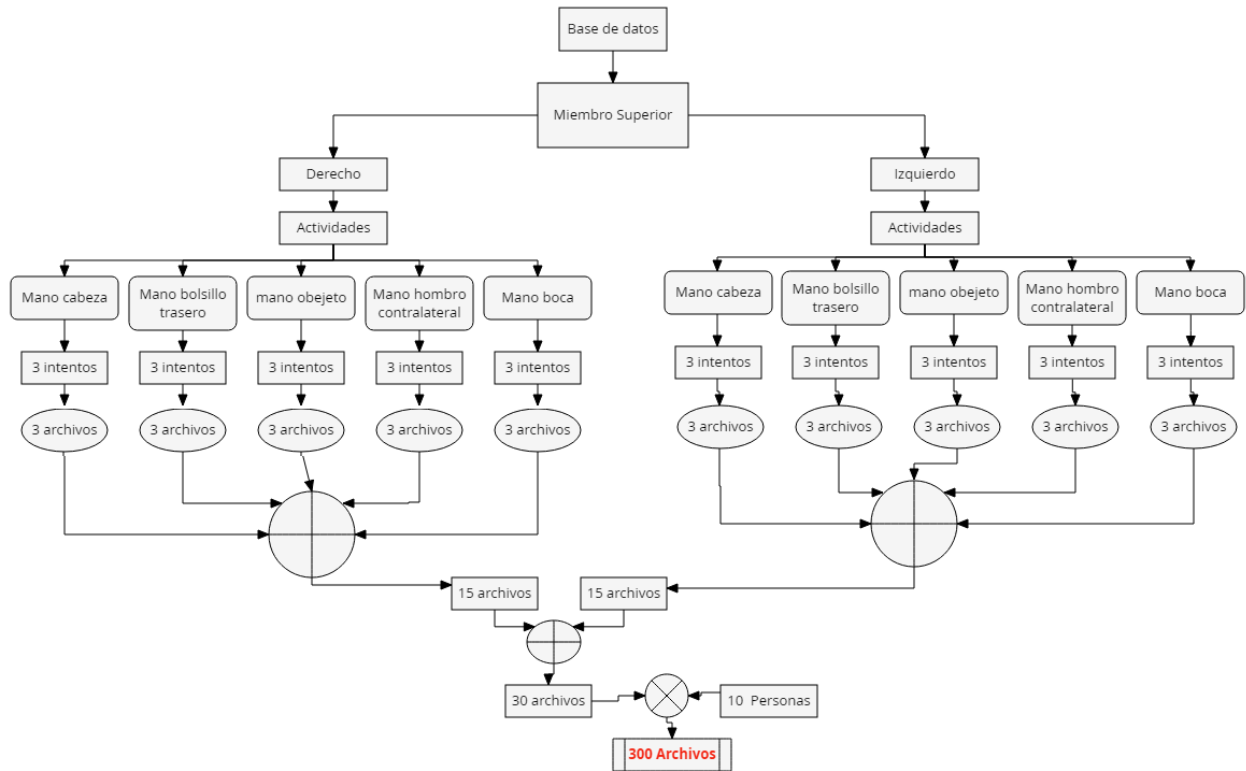 Base de datos
Miembro Superior
Derecho
Izquierdo
Actividades
Actividades
Mano cabeza
Mano bolsillo
trasero
mano obejeto
Mano hombro
contralateral
Mano boca
Mano cabeza
Mano bolsillo
trasero
mano obejeto
Mano hombro
contralateral
Mano boca
3 intentos
3 intentos
3 intentos
3 intentos
3 intentos
3 intentos
3 intentos
3 intentos
3 intentos
3 intentos
3 archivos
3 archivos
3 archivos
3 archivos
3 archivos
3 archivos
3 archivos
3 archivos
3 archivos
3 archivos
15 archivos
15 archivos
30 archivos
10 Personas
300 Archivos